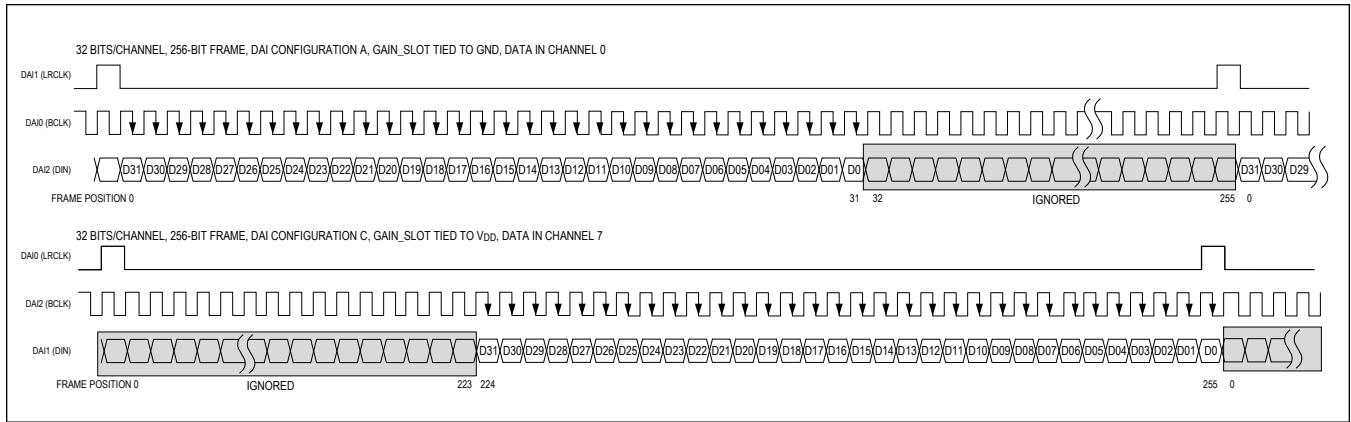 32 BITS/CHANNEL, 256-BIT FRAME, DAI CONFIGURATION A, GAIN_SLOT TIED TO GND, DATA IN CHANNEL 0
DAI1 (LRCLK)
DAI0 (BCLK)
DAI2 (DIN) D31 D30 D29 D28 D27 D26 D25 D24 D23 D22 D21 D20 D19 D18 D17 D16 D15 D14 D13 D12 D11 D10 D09 D08 D07 D06 D05 D04 D03 D02 D01 D0 D31 D30 D29
FRAME POSITION 0 31 32 IGNORED 255 0
32 BITS/CHANNEL, 256-BIT FRAME, DAI CONFIGURATION C, GAIN_SLOT TIED TO VDD, DATA IN CHANNEL 7
DAI0 (LRCLK)
DAI2 (BCLK)
DAI1 (DIN) D31 D30 D29 D28 D27 D26 D25 D24 D23 D22 D21 D20 D19 D18 D17 D16 D15 D14 D13 D12 D11 D10 D09 D08 D07 D06 D05 D04 D03 D02 D01 D0
FRAME POSITION 0 IGNORED 223 224 255 0